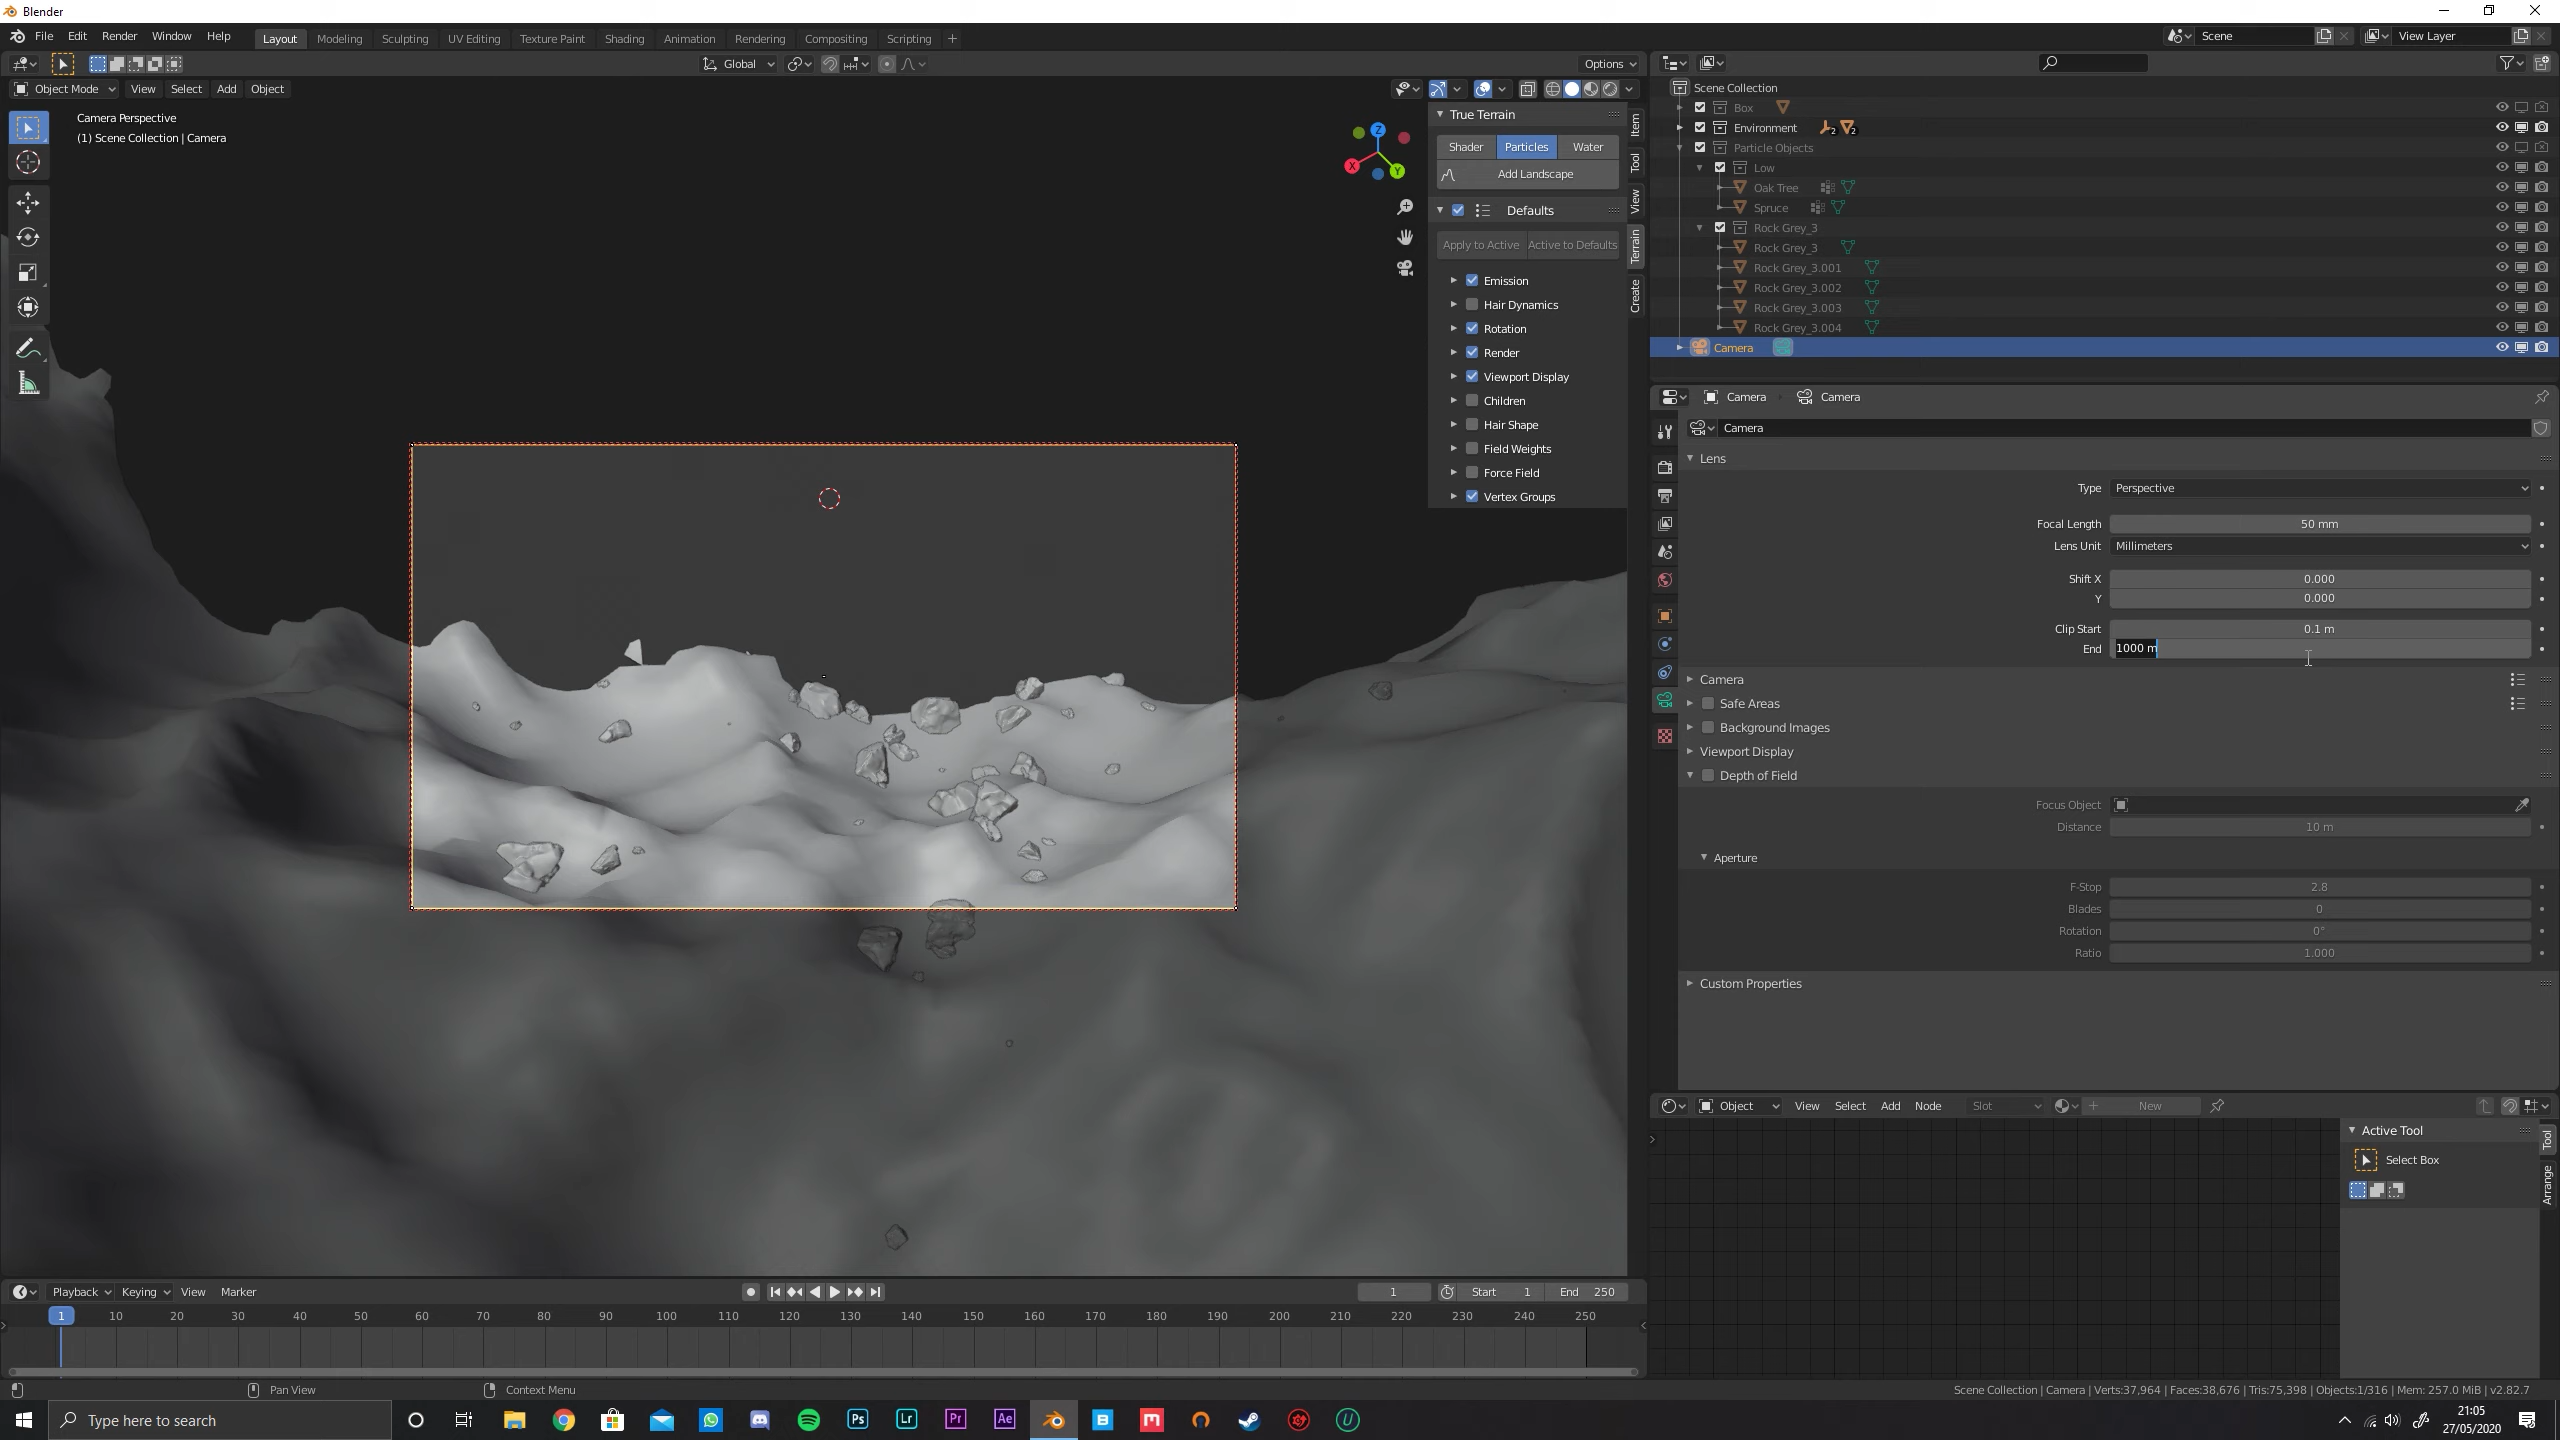 Blender
File Edit Render Window Help Layout Modeling Sculpting UV Editing Texture Paint Shading Animation Rendering Compositing Scripting + Scene View Layer
Global Options
Object Mode View Select Add Object
Camera Perspective
(1) Scene Collection | Camera
Z
X
Y
True Terrain
Shader Particles Water
Add Landscape
Defaults
Apply to Active Active to Defaults
Emission
Hair Dynamics
Rotation
Render
Viewport Display
Children
Hair Shape
Field Weights
Force Field
Vertex Groups
Item
Tool
View
Terrain
Create
Scene Collection
Box
Environment 2 2
Particle Objects
Low
Oak Tree
Spruce
Rock Grey_3
Rock Grey_3
Rock Grey_3.001
Rock Grey_3.002
Rock Grey_3.003
Rock Grey_3.004
Camera
Camera Camera
Camera
Lens
Type Perspective
Focal Length 50 mm
Lens Unit Millimeters
Shift X 0.000
Y 0.000
Clip Start 0.1 m
End 1000 m
Camera
Safe Areas
Background Images
Viewport Display
Depth of Field
Focus Object
Distance 10 m
Aperture
F-Stop 2.8
Blades 0
Rotation 0°
Ratio 1.000
Custom Properties
Object View Select Add Node Slot New
Active Tool
Select Box
Tool
Arrange
Playback Keying View Marker 1 Start 1 End 250
1 10 20 30 40 50 60 70 80 90 100 110 120 130 140 150 160 170 180 190 200 210 220 230 240 250
Pan View Context Menu Scene Collection | Camera | Verts:37,964 | Faces:38,676 | Tris:75,398 | Objects:1/316 | Mem: 257.0 MiB | v2.82.7
Type here to search Ps Lr Pr Ae B M U
21:05
27/05/2020